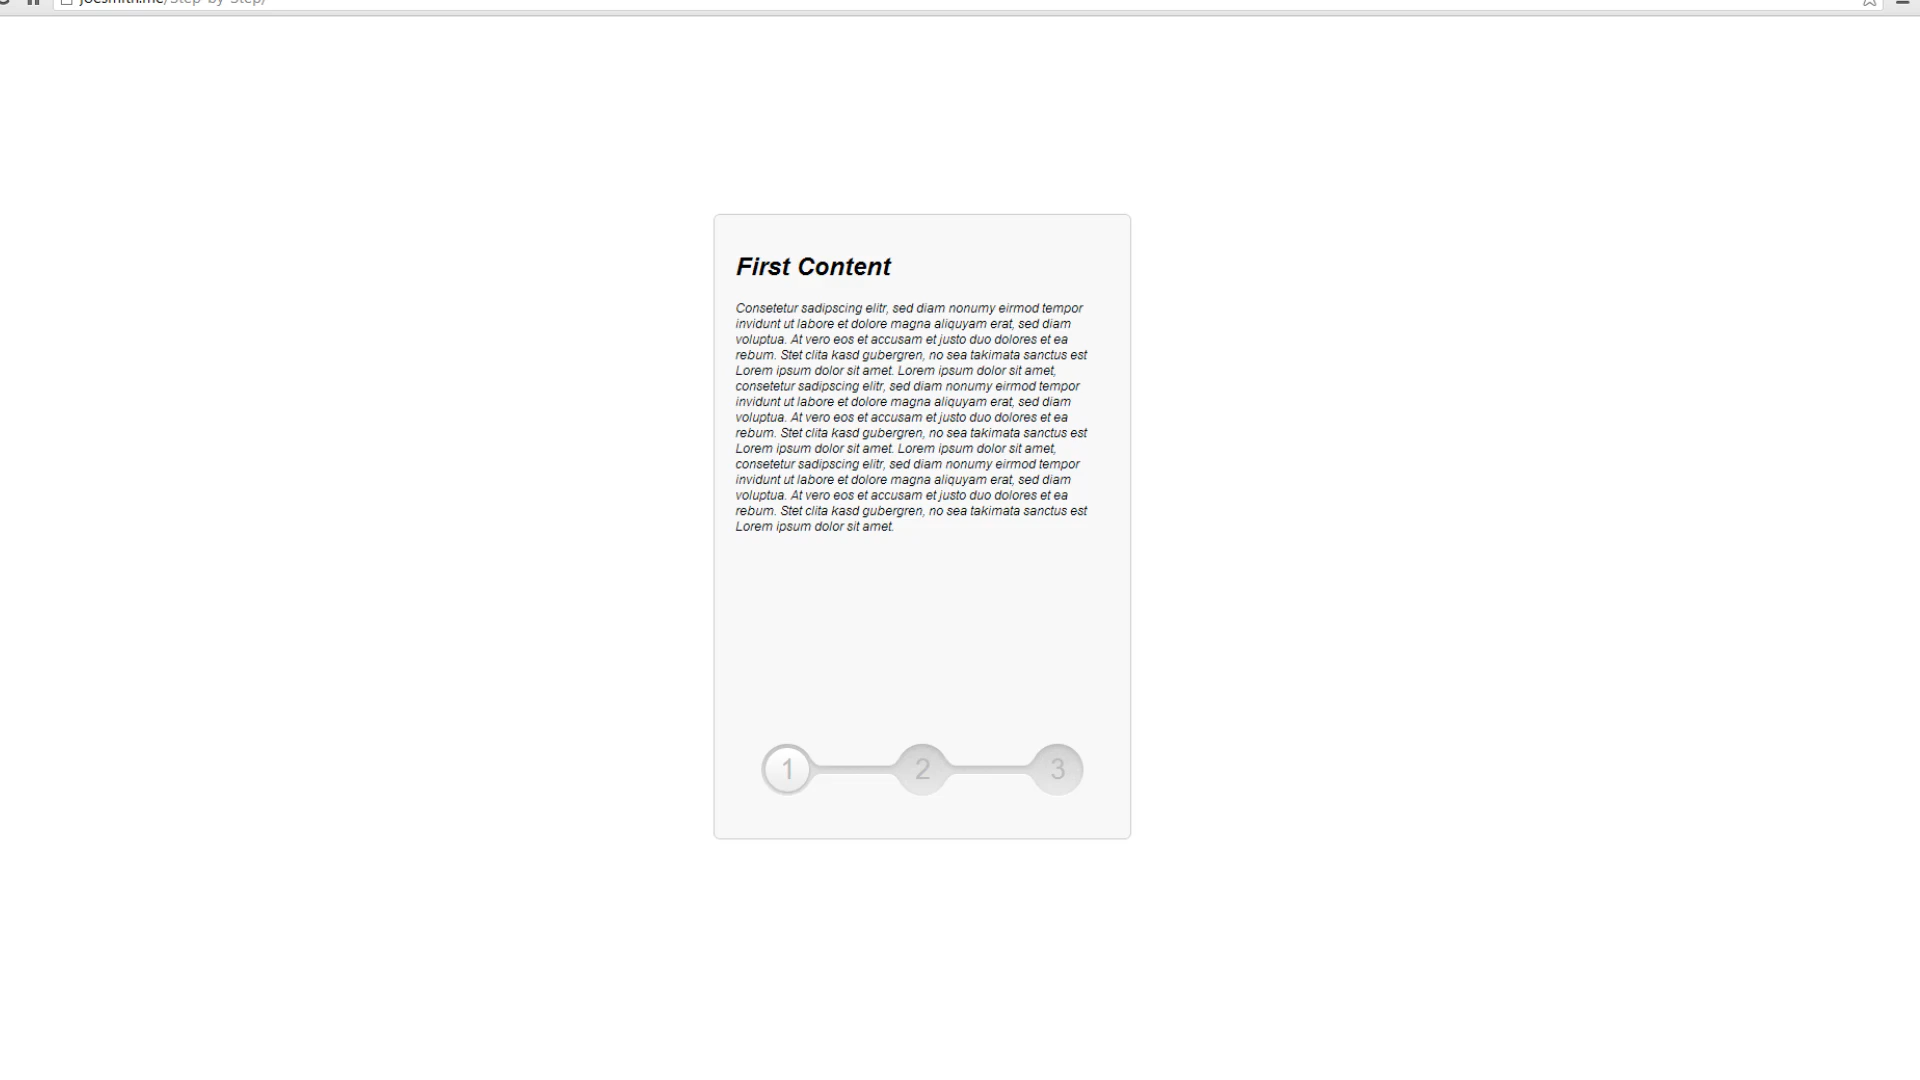 joesmith.me/Step-by-Step/
First Content
Consetetur sadipscing elitr, sed diam nonumy eirmod tempor
invidunt ut labore et dolore magna aliquyam erat, sed diam
voluptua. At vero eos et accusam et justo duo dolores et ea
rebum. Stet clita kasd gubergren, no sea takimata sanctus est
Lorem ipsum dolor sit amet. Lorem ipsum dolor sit amet,
consetetur sadipscing elitr, sed diam nonumy eirmod tempor
invidunt ut labore et dolore magna aliquyam erat, sed diam
voluptua. At vero eos et accusam et justo duo dolores et ea
rebum. Stet clita kasd gubergren, no sea takimata sanctus est
Lorem ipsum dolor sit amet. Lorem ipsum dolor sit amet,
consetetur sadipscing elitr, sed diam nonumy eirmod tempor
invidunt ut labore et dolore magna aliquyam erat, sed diam
voluptua. At vero eos et accusam et justo duo dolores et ea
rebum. Stet clita kasd gubergren, no sea takimata sanctus est
Lorem ipsum dolor sit amet.
1 2 3